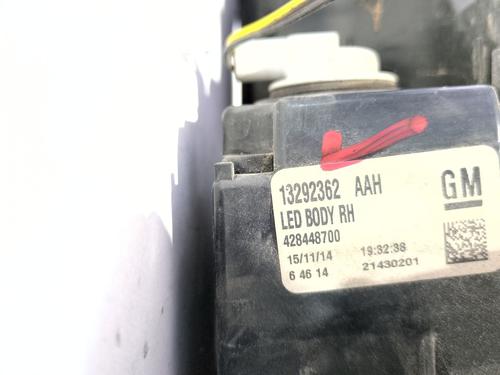 13292362 AAH GM
LED BODY RH
428448700
15/11/14 19:32:38
6 46 14 21430201